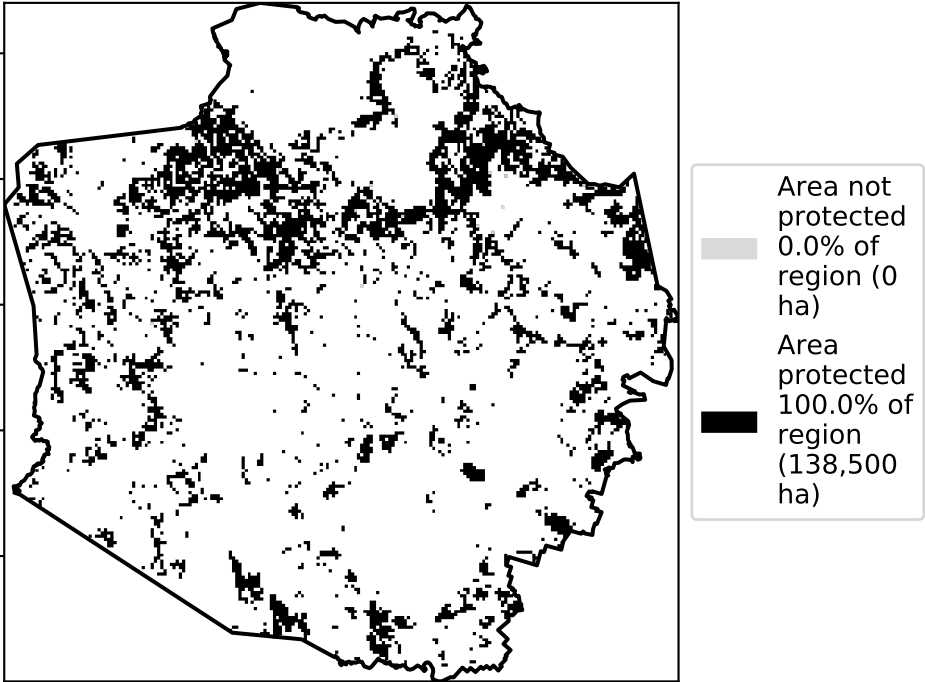 Area not
protected
0.0% of
region (0
ha)
Area
protected
100.0% of
region
(138,500
ha)